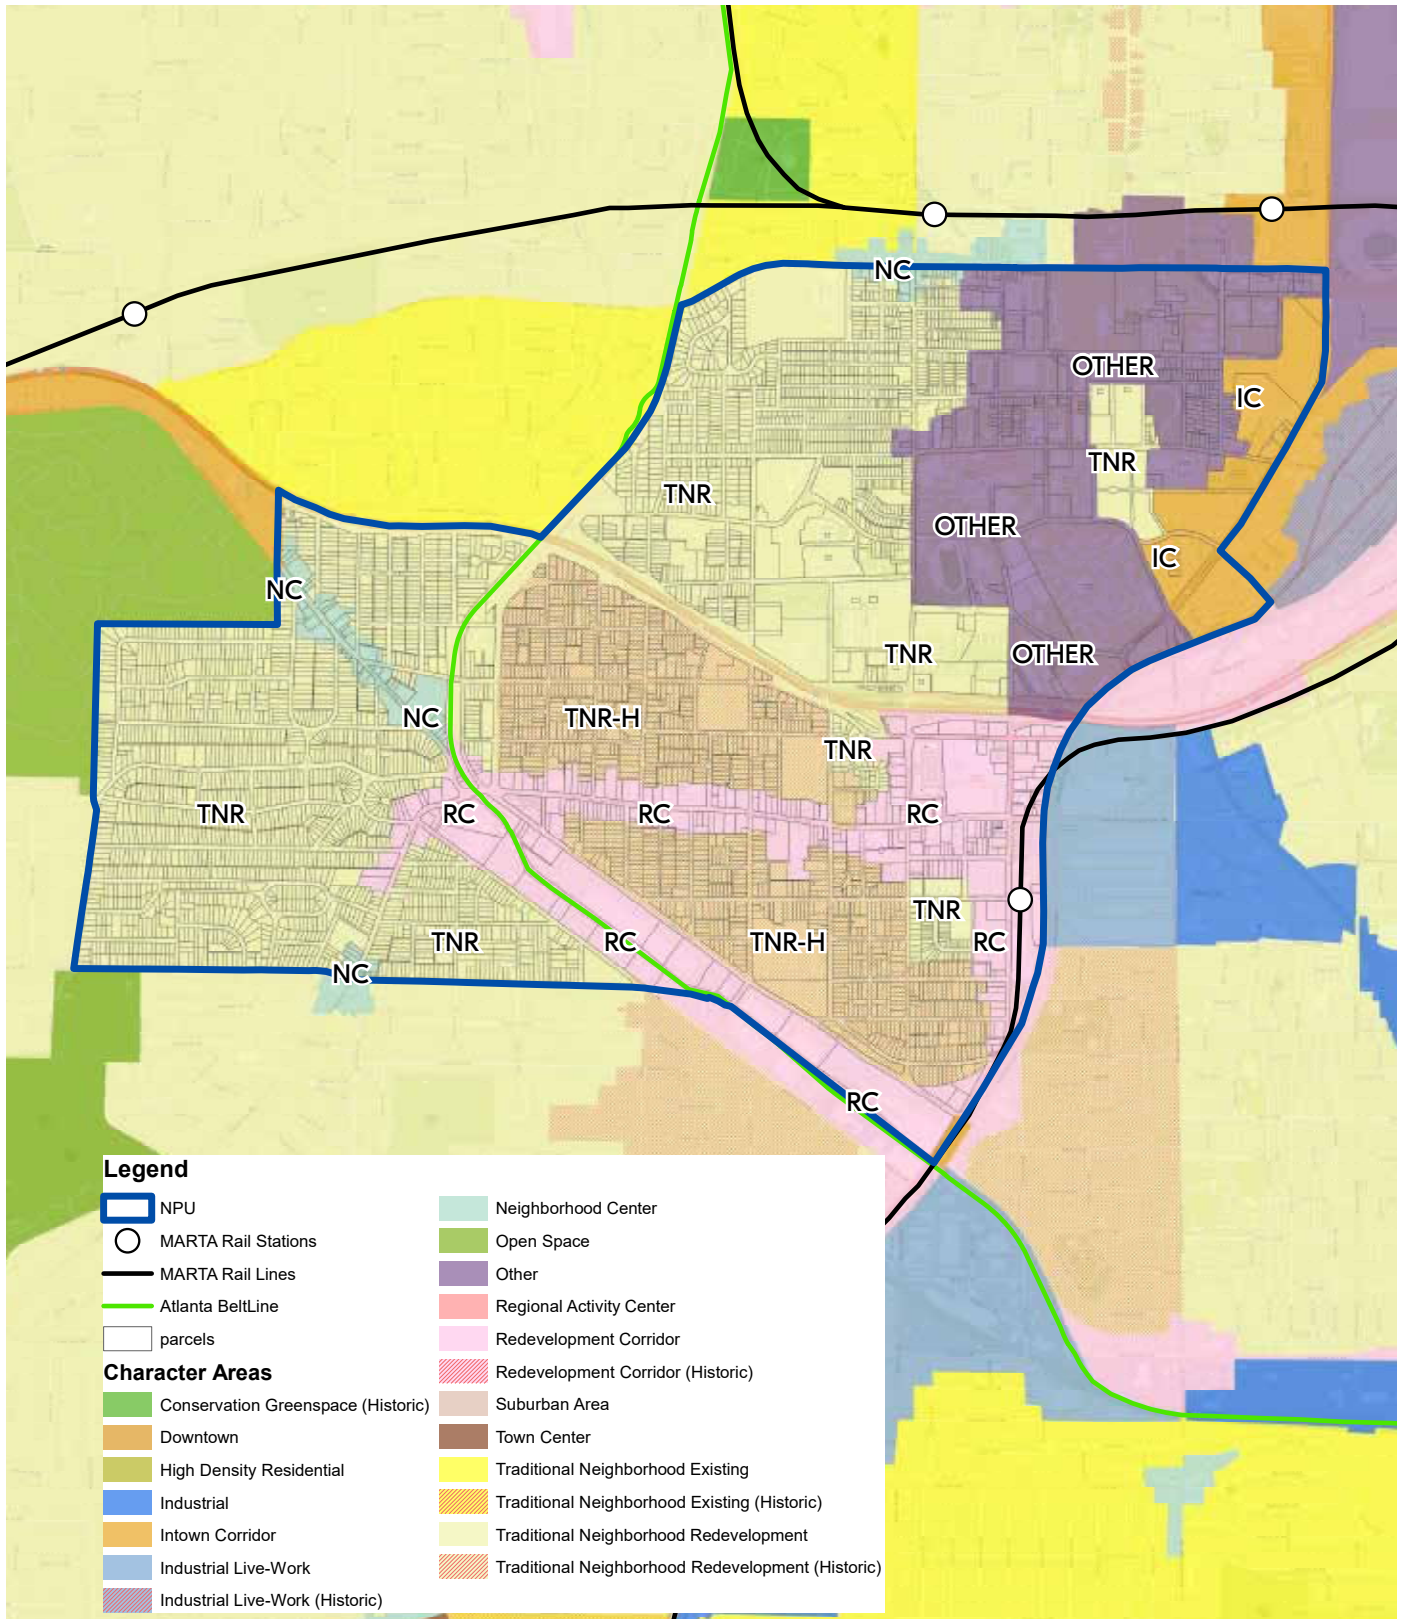 NC
OTHER
IC
TNR
TNR
OTHER
IC
NC
TNR
OTHER
NC
TNR-H
TNR
TNR
RC
RC
RC
TNR
TNR
RC
TNR-H
RC
NC
RC
Legend
NPU
MARTA Rail Stations
MARTA Rail Lines
Atlanta BeltLine
parcels
Character Areas
Conservation Greenspace (Historic)
Downtown
High Density Residential
Industrial
Intown Corridor
Industrial Live-Work
Industrial Live-Work (Historic)
Neighborhood Center
Open Space
Other
Regional Activity Center
Redevelopment Corridor
Redevelopment Corridor (Historic)
Suburban Area
Town Center
Traditional Neighborhood Existing
Traditional Neighborhood Existing (Historic)
Traditional Neighborhood Redevelopment
Traditional Neighborhood Redevelopment (Historic)